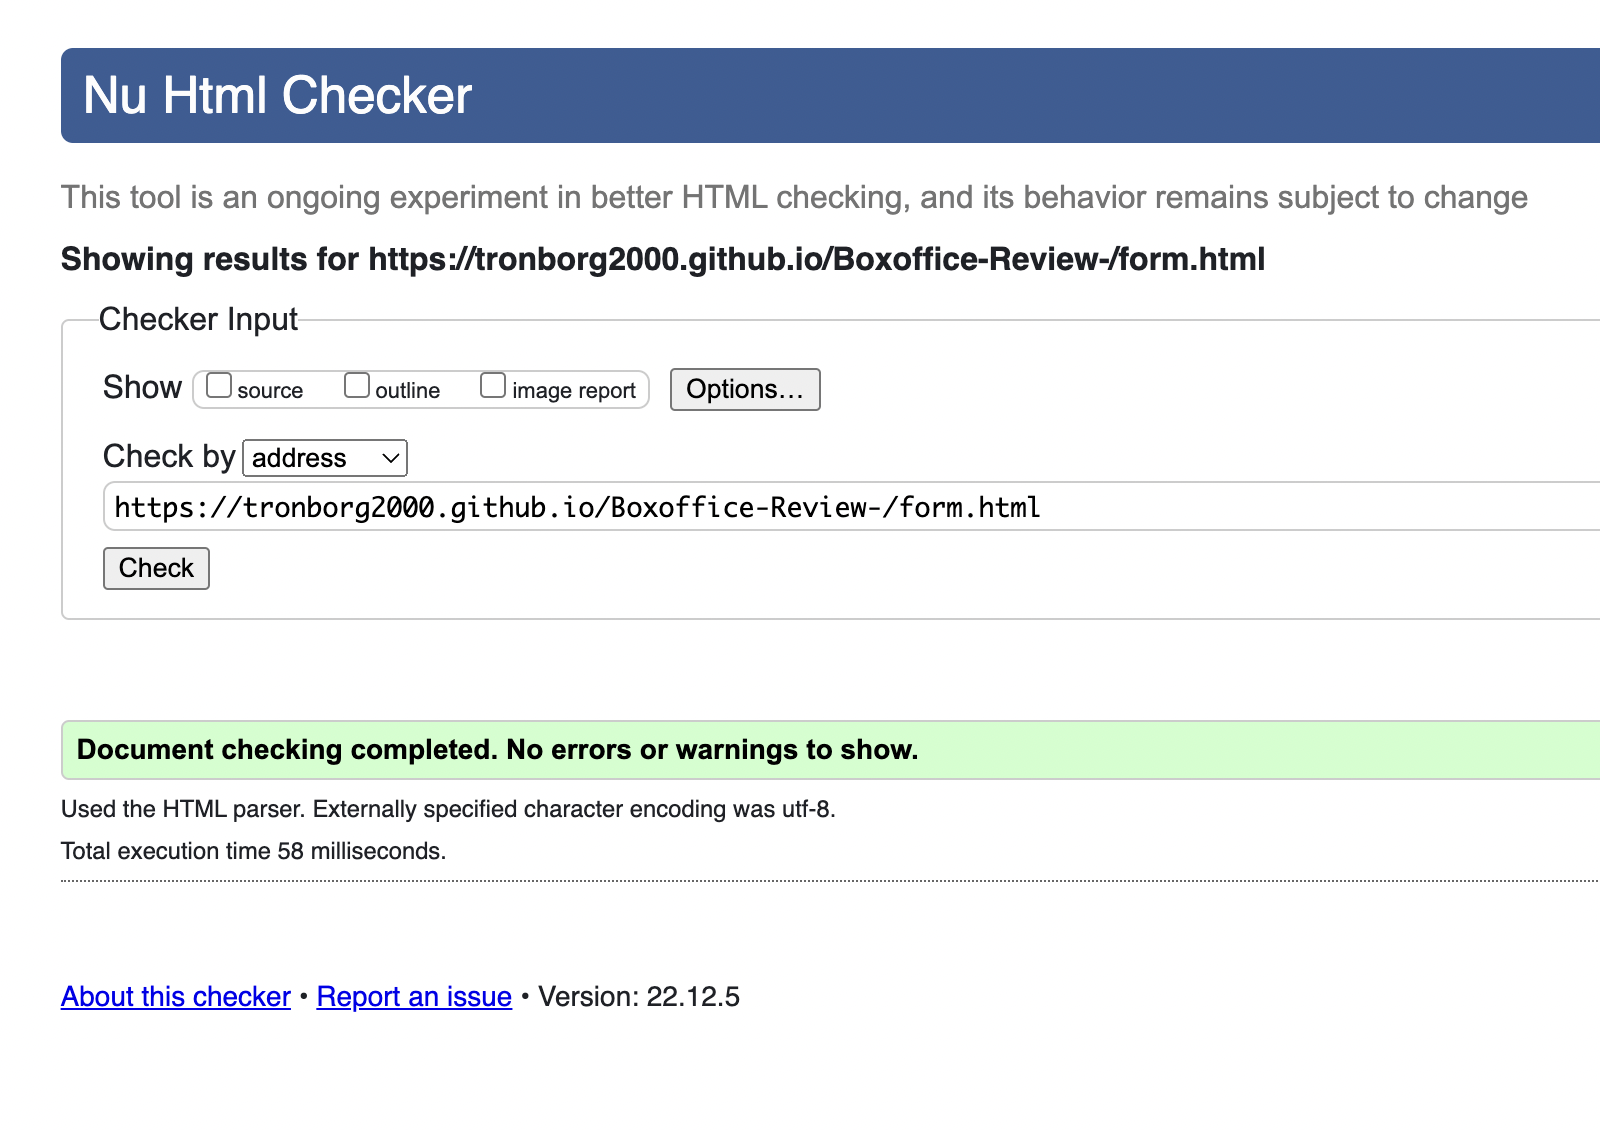 Nu Html Checker
This tool is an ongoing experiment in better HTML checking, and its behavior remains subject to change
Showing results for https://tronborg2000.github.io/Boxoffice-Review-/form.html
Checker Input
Show source outline image report Options...
Check by address
https://tronborg2000.github.io/Boxoffice-Review-/form.html
Check
Document checking completed. No errors or warnings to show.
Used the HTML parser. Externally specified character encoding was utf-8.
Total execution time 58 milliseconds.
About this checker • Report an issue • Version: 22.12.5